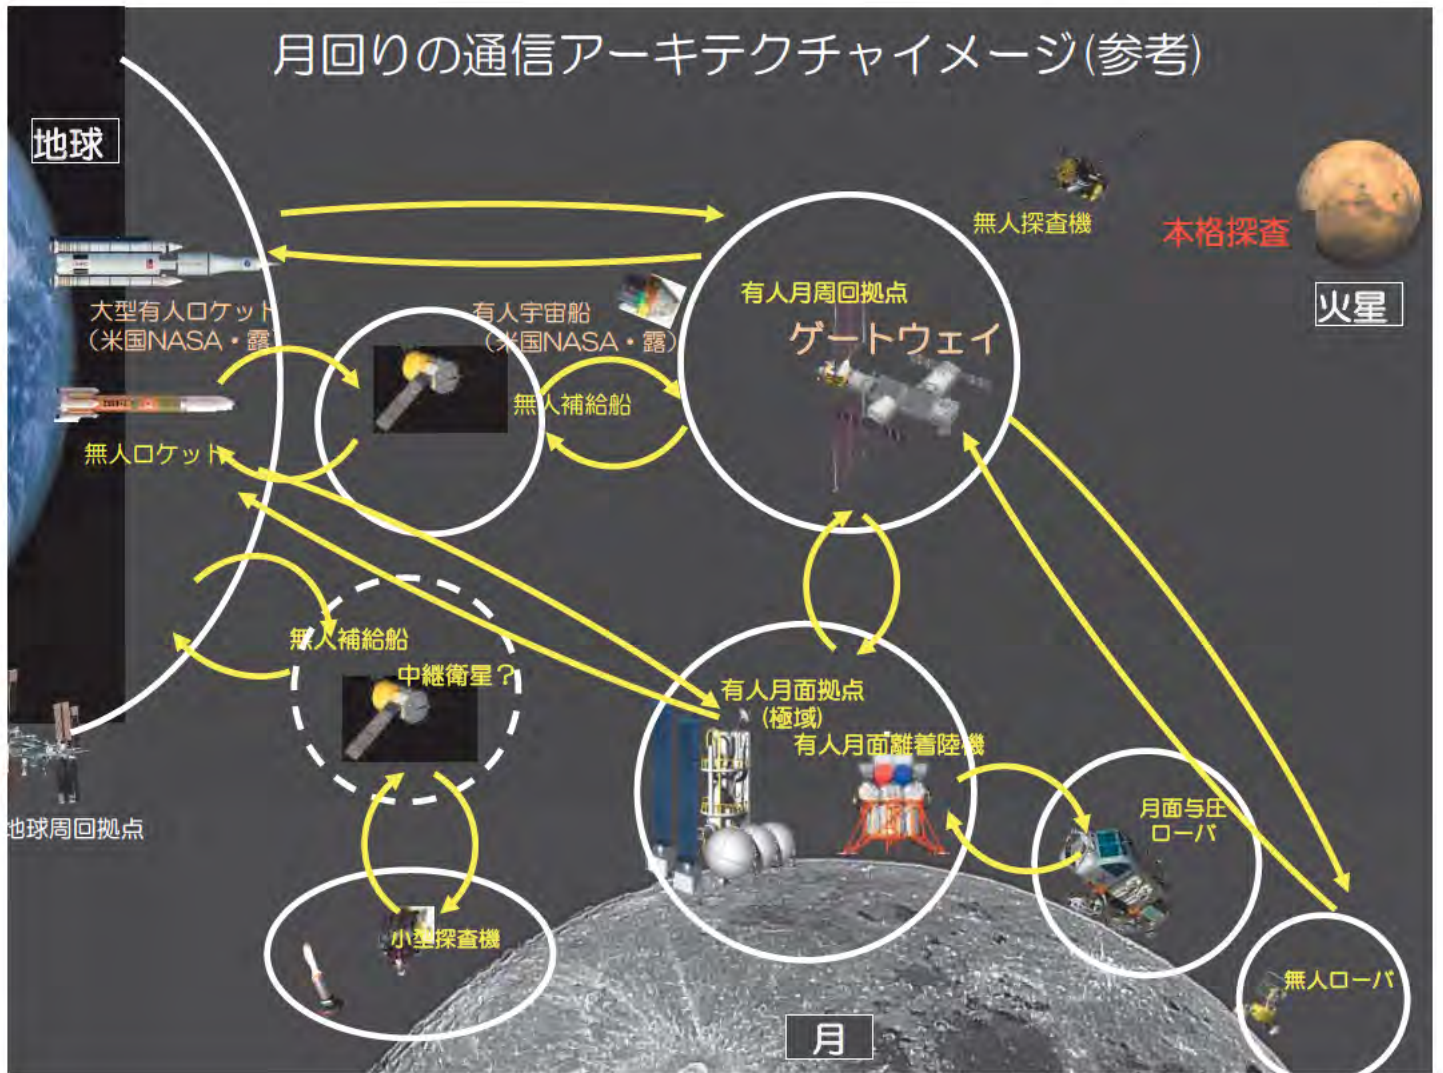 月回りの通信アーキテクチャイメージ(参考)
地球
無人探査機
本格探査
火星
大型有人ロケット
（米国NASA・露）
有人宇宙船
（米国NASA・露）
有人月周回拠点
ゲートウェイ
無人補給船
無人ロケット
無人補給船
中継衛星？
有人月面拠点
(極域)
有人月面離着陸機
月面与圧
ローバ
地球周回拠点
小型探査機
無人ローバ
月